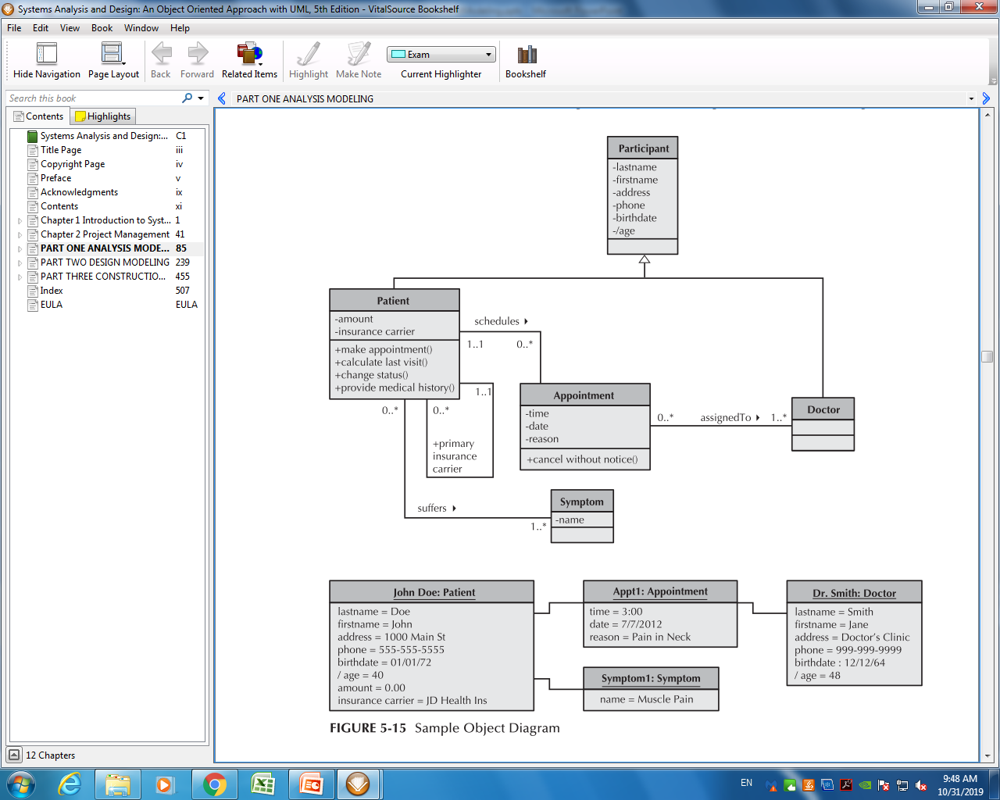 Systems Analysis and Design: An Object Oriented Approach with UML, 5th Edition - VitalSource Bookshelf
File Edit View Book Window Help
Hide Navigation Page Layout Back Forward Related Items Highlight Make Note Exam Current Highlighter Bookshelf
Search this book
PART ONE ANALYSIS MODELING
Contents Highlights
Systems Analysis and Design:... C1
Title Page iii
Copyright Page iv
Preface v
Acknowledgments ix
Contents xi
Chapter 1 Introduction to Syst... 1
Chapter 2 Project Management 41
PART ONE ANALYSIS MODE... 85
PART TWO DESIGN MODELING 239
PART THREE CONSTRUCTIO... 455
Index 507
EULA EULA
12 Chapters
Participant
-lastname
-firstname
-address
-phone
-birthdate
-/age
Patient
-amount
-insurance carrier
+make appointment()
+calculate last visit()
+change status()
+provide medical history()
schedules
1..1 0..*
1..1
0..* 0..*
+primary
insurance
carrier
Appointment
-time
-date
-reason
+cancel without notice()
0..* assignedTo 1..*
Doctor
suffers
1..*
Symptom
-name
John Doe: Patient
lastname = Doe
firstname = John
address = 1000 Main St
phone = 555-555-5555
birthdate = 01/01/72
/ age = 40
amount = 0.00
insurance carrier = JD Health Ins
Appt1: Appointment
time = 3:00
date = 7/7/2012
reason = Pain in Neck
Symptom1: Symptom
name = Muscle Pain
Dr. Smith: Doctor
lastname = Smith
firstname = Jane
address = Doctor's Clinic
phone = 999-999-9999
birthdate : 12/12/64
/ age = 48
FIGURE 5-15 Sample Object Diagram
EN
9:48 AM
10/31/2019